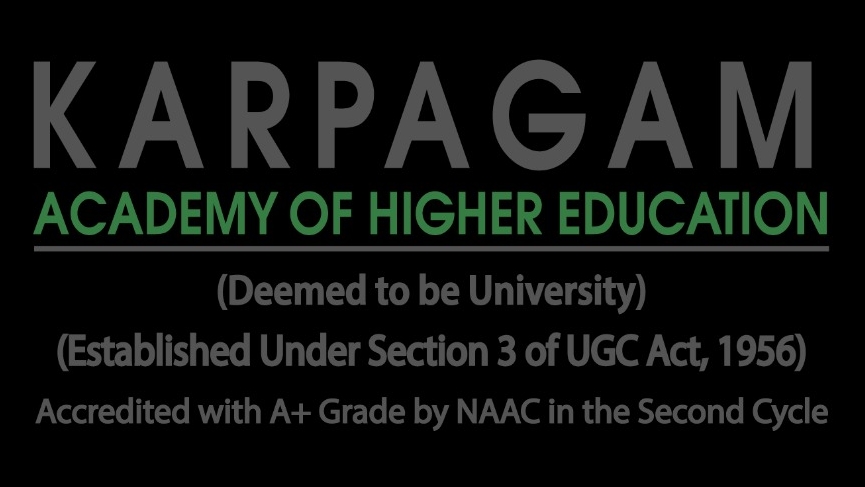 KARPAGAM
ACADEMY OF HIGHER EDUCATION
(Deemed to be University)
(Established Under Section 3 of UGC Act, 1956)
Accredited with A+ Grade by NAAC in the Second Cycle